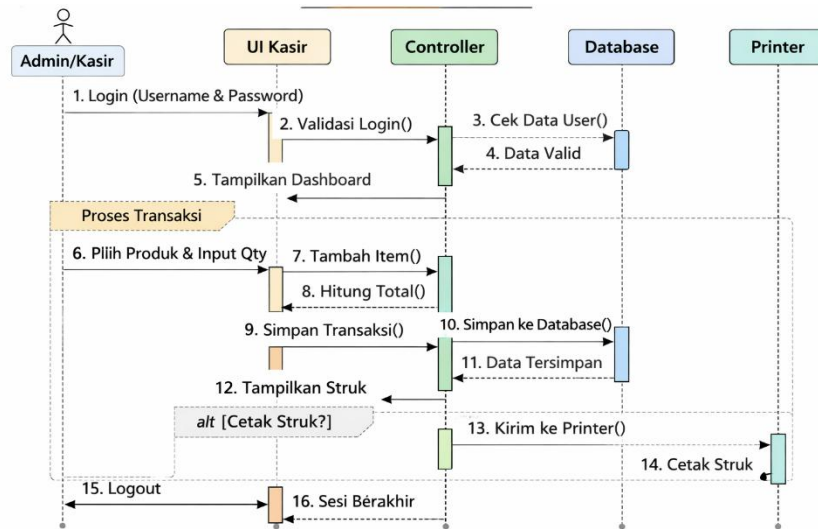 Admin/Kasir
UI Kasir
Controller
Database
Printer
1. Login (Username & Password)
2. Validasi Login()
3. Cek Data User()
4. Data Valid
5. Tampilkan Dashboard
Proses Transaksi
6. Pliih Produk & Input Qty
7. Tambah Item()
8. Hitung Total()
9. Simpan Transaksi()
10. Simpan ke Database()
11. Data Tersimpan
12. Tampilkan Struk
alt [Cetak Struk?]
13. Kirim ke Printer()
14. Cetak Struk
15. Logout
16. Sesi Bérakhir